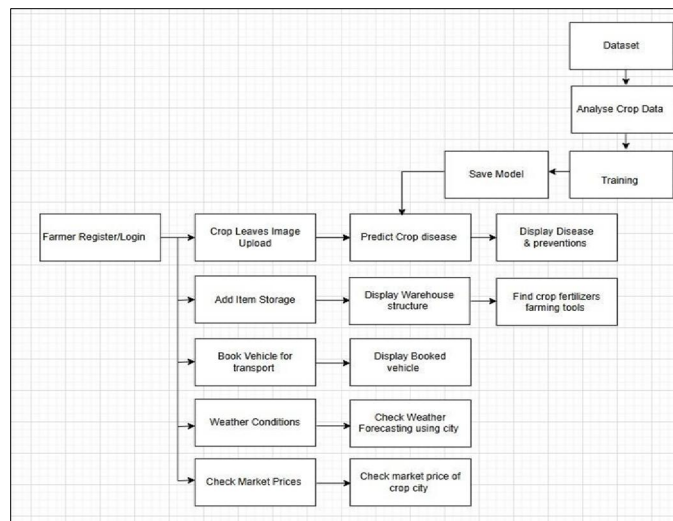 Dataset
Analyse Crop Data
Save Model
Training
Farmer Register/Login
Crop Leaves Image
Upload
Predict Crop disease
Display Disease
& preventions
Add Item Storage
Display Warehouse
structure
Find crop fertilizers
farming tools
Book Vehicle for
transport
Display Booked
vehicle
Weather Conditions
Check Weather
Forecasting using city
Check Market Prices
Check market price of
crop city